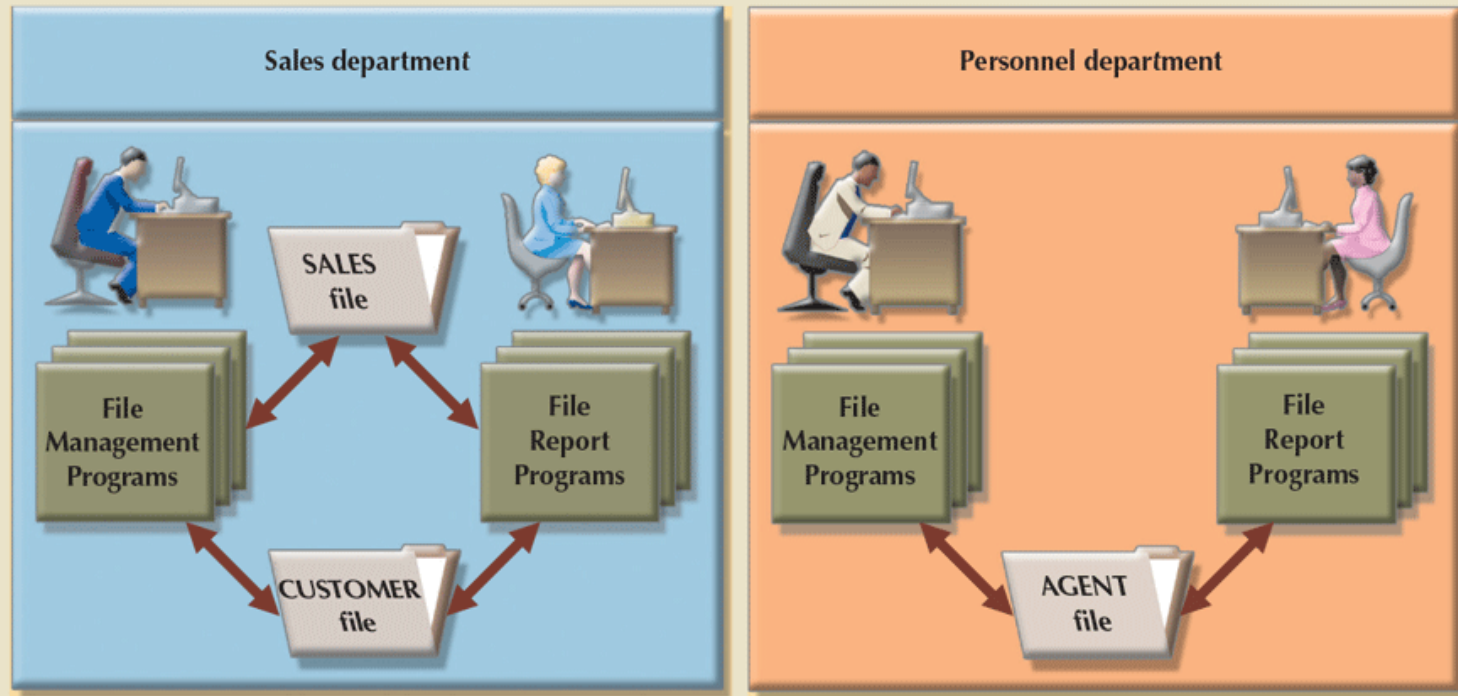 Sales department
SALES
file
File
Management
Programs
File
Report
Programs
CUSTOMER
file
Personnel department
File
Management
Programs
File
Report
Programs
AGENT
file